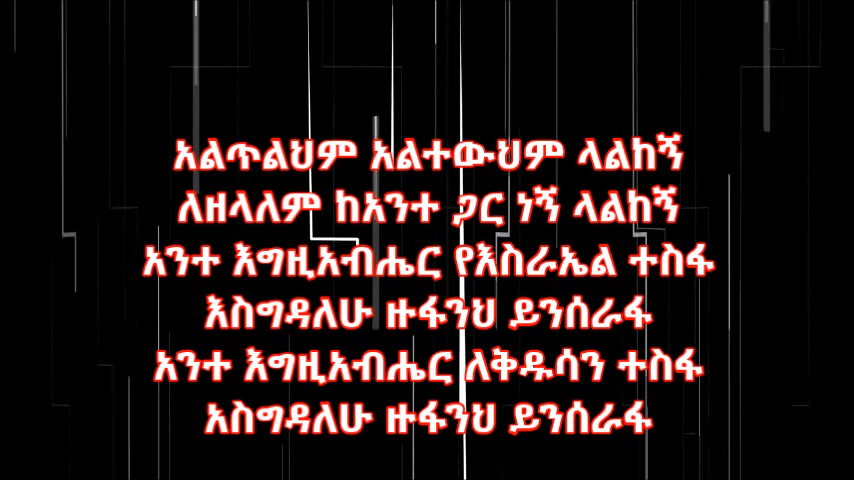 አልጥልህም አልተውህም ላልከኝ
ለዘላለም ከአንተ ጋር ነኝ ላልከኝ
አንተ እግዚአብሔር የእስራኤል ተስፋ
እስግዳለሁ ዙፋንህ ይንሰራፋ
አንተ እግዚአብሔር ለቅዱሳን ተስፋ
አስግዳለሁ ዙፋንህ ይንሰራፋ